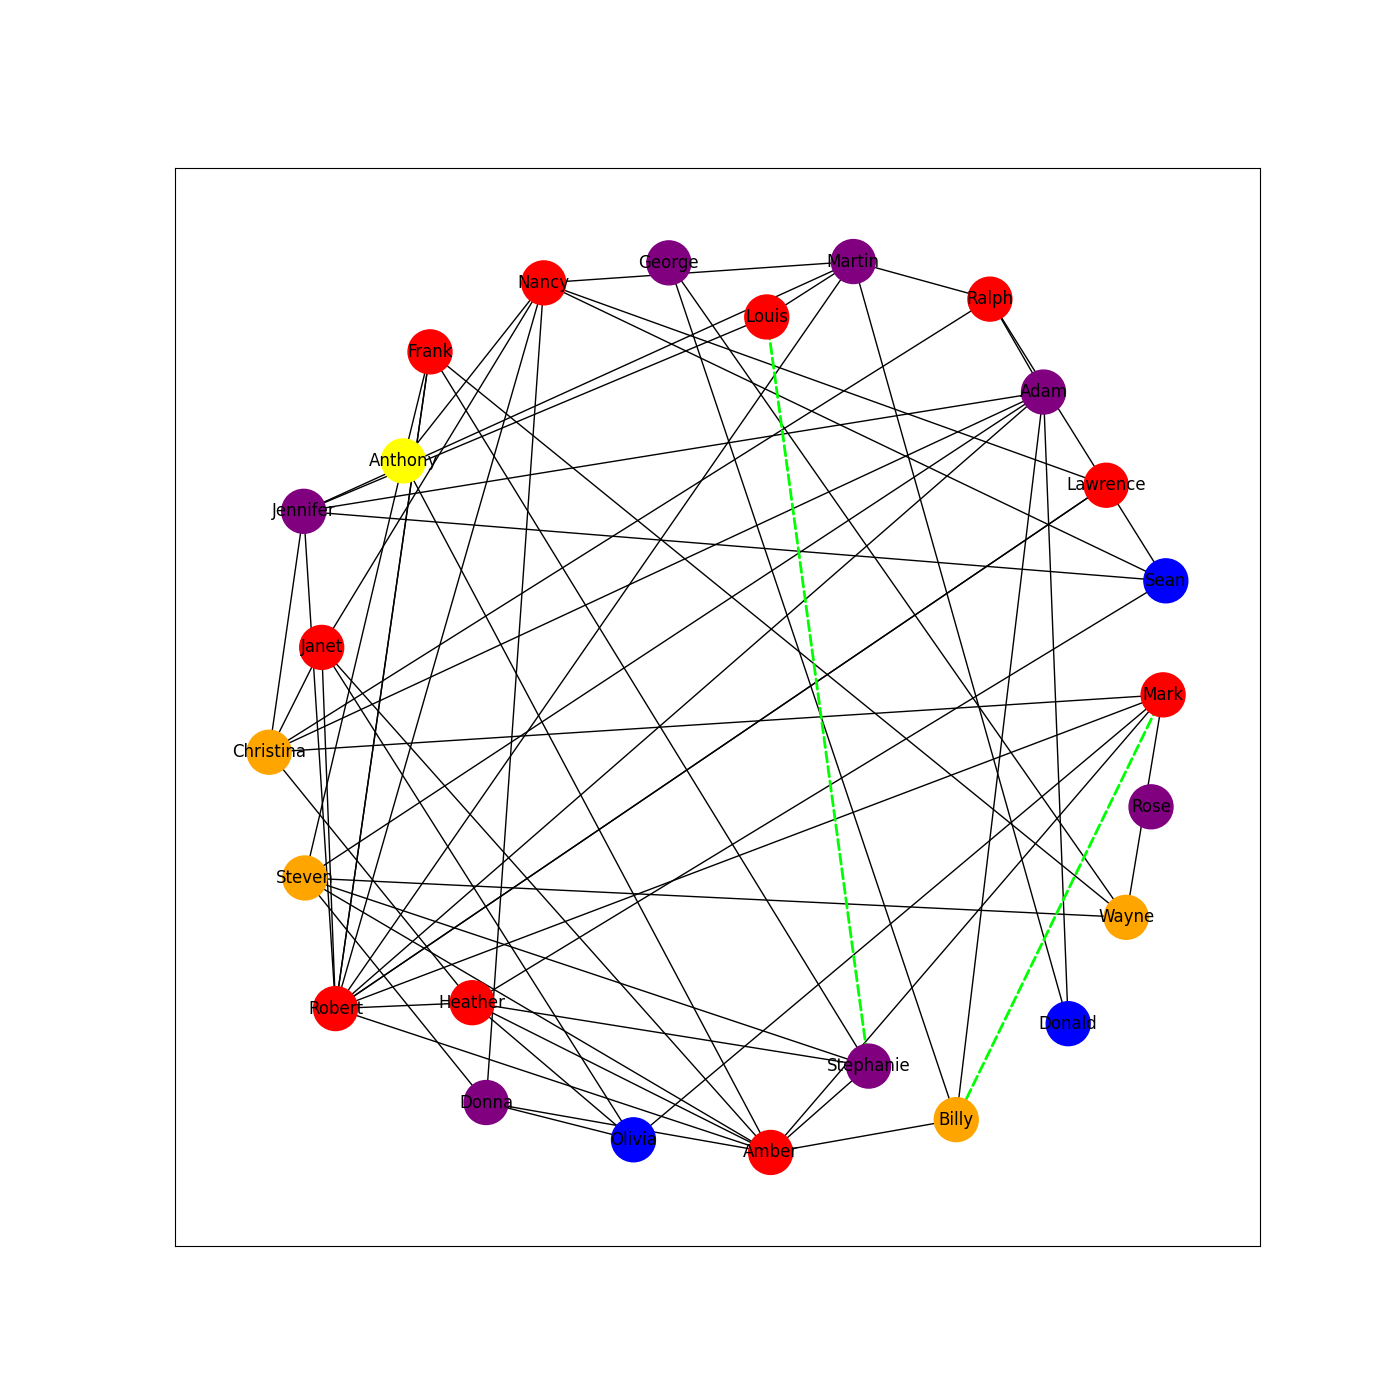 George
Martin
Nancy
Ralph
Louis
Frank
Adam
Anthony
Lawrence
Jennifer
Sean
Janet
Mark
Christina
Rose
Steven
Wayne
Heather
Robert
Donald
Stephanie
Donna
Billy
Olivia
Amber